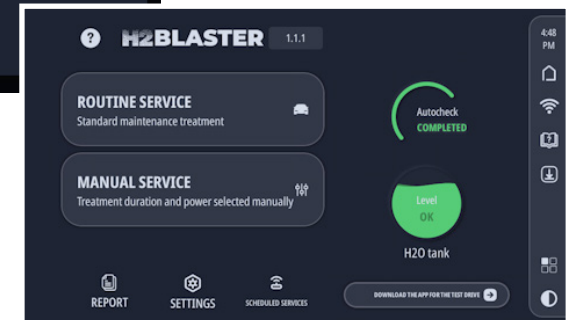 ?
H2BLASTER 1.1.1
4:48
PM
ROUTINE SERVICE
Standard maintenance treatment
Autocheck
COMPLETED
MANUAL SERVICE
Treatment duration and power selected manually
Level
OK
H2O tank
REPORT
SETTINGS
SCHEDULED SERVICES
DOWNLOAD THE APP FOR THE TEST DRIVE